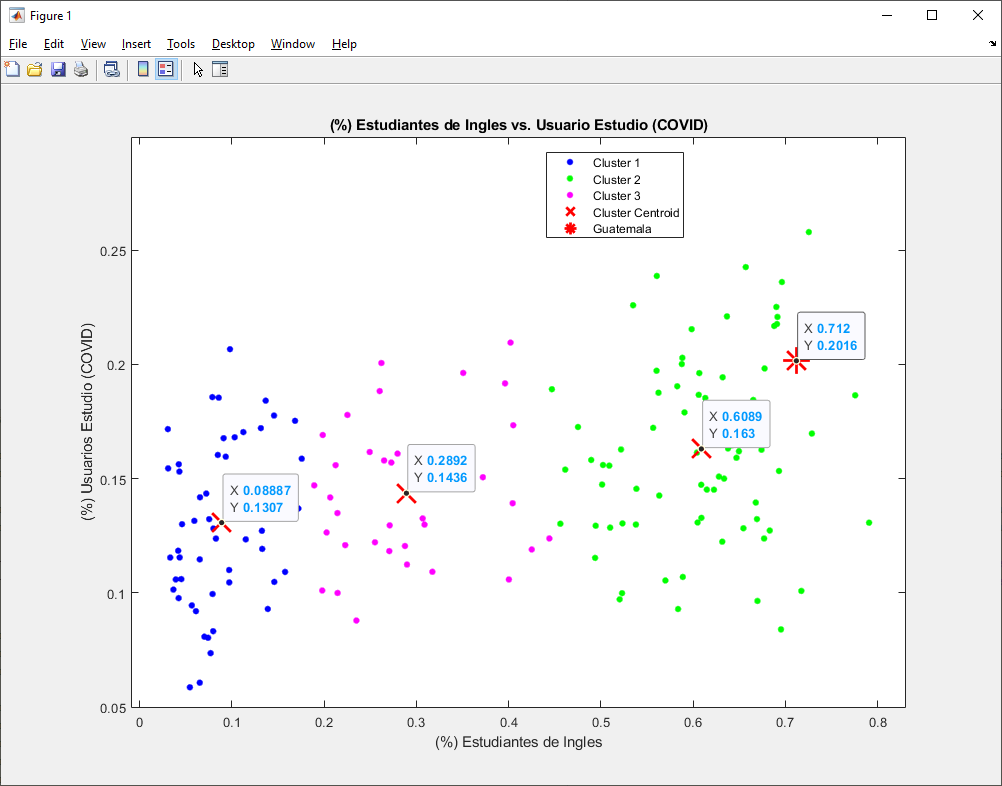 Figure 1
File Edit View Insert Tools Desktop Window Help
(%) Estudiantes de Ingles vs. Usuario Estudio (COVID)
Cluster 1
Cluster 2
Cluster 3
Cluster Centroid
Guatemala
0.25
0.2
0.15
0.1
0.05
(%) Usuarios Estudio (COVID)
X 0.712
Y 0.2016
X 0.6089
Y 0.163
X 0.2892
Y 0.1436
X 0.08887
Y 0.1307
0 0.1 0.2 0.3 0.4 0.5 0.6 0.7 0.8
(%) Estudiantes de Ingles